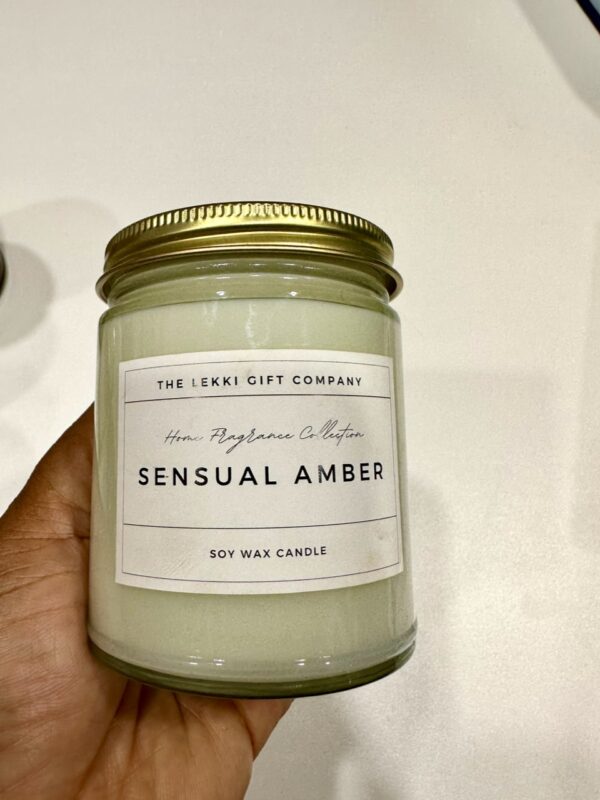 THE LEKKI GIFT COMPANY
Home Fragrance Collection
SENSUAL AMBER
SOY WAX CANDLE